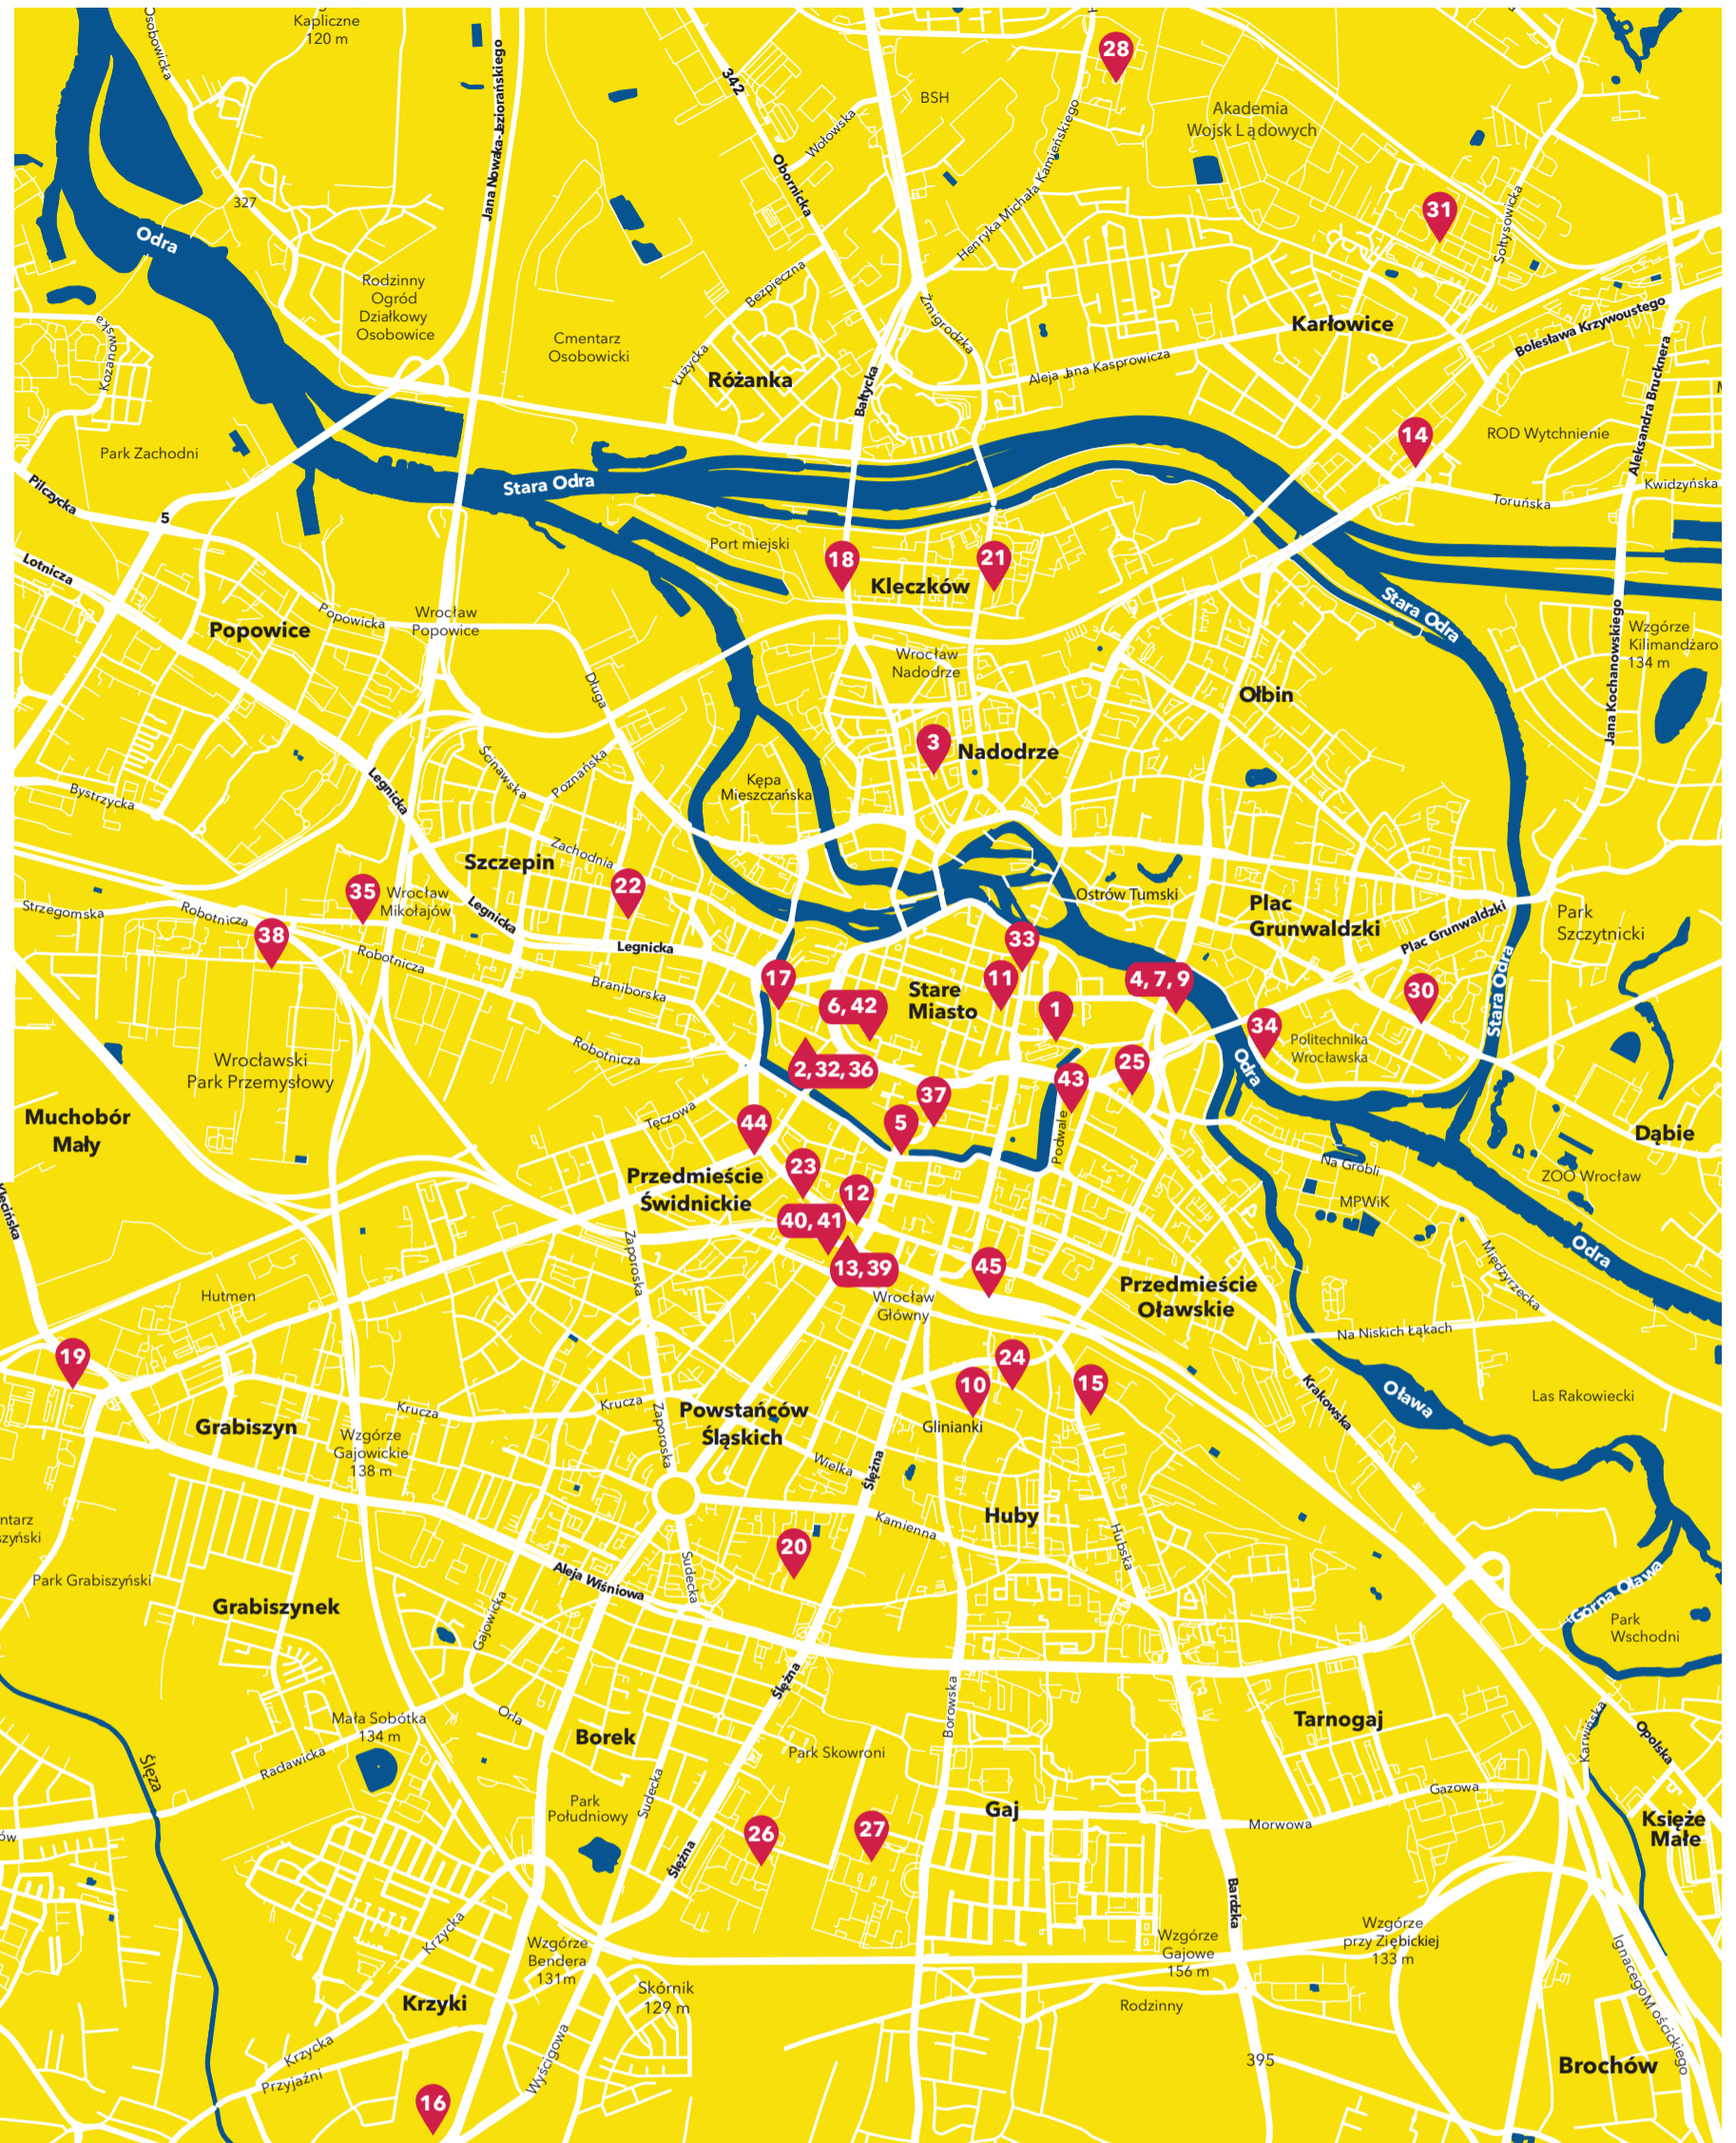 Osobowicka
Kapliczne
120 m
Jana Nowaka-Jeziorańskiego
342
Wołowska
Obornicka
BSH
28
Henryka Michała Kamieńskiego
Akademia
Wojsk Lądowych
31
Sołtysowicka
327
Odra
Rodzinny
Ogród
Działkowy
Osobowice
Kozanowska
Cmentarz
Osobowicki
Bezpieczna
Łużycka
Różanka
Żmigrodzka
Bałtycka
Aleja Jana Kasprowicza
Karłowice
Bolesława Krzywoustego
Aleksandra Brucknera
14
ROD Wytchnienie
Kwidzyńska
Toruńska
Park Zachodni
Pilczycka
5
Stara Odra
Port miejski
18
Kleczków
21
Lotnicza
Popowice
Popowicka
Wrocław
Popowice
Długa
Wrocław
Nadodrze
Stara Odra
Wzgórze
Kilimandżaro
134 m
Jana Kochanowskiego
Ołbin
3
Nadodrze
Kępa
Mieszczańska
Bystrzycka
Legnicka
Ścinawska
Poznańska
Szczepin
Zachodnia
22
35
Wrocław
Mikołajów
Legnicka
Legnicka
Strzegomska
Robotnicza
38
Robotnicza
Braniborska
Robotnicza
Ostrów Tumski
Plac
Grunwaldzki
Plac Grunwaldzki
Park
Szczytnicki
33
17
11
Stare
Miasto
6, 42
1
4, 7, 9
30
34
Politechnika
Wrocławska
Stara Odra
Odra
2, 32, 36
25
43
37
Podwale
5
44
Tęczowa
Wrocławski
Park Przemysłowy
Muchobór
Mały
Klecińska
Dąbie
Na Grobli
ZOO Wrocław
MPWiK
Odra
Międzyrzecka
Przedmieście
Świdnickie
23
12
40, 41
13, 39
45
Wrocław
Główny
Przedmieście
Oławskie
Zaporoska
Hutmen
19
Na Niskich Łąkach
24
10
15
Glinianki
Krakowska
Oława
Las Rakowiecki
Krucza
Krucza
Grabiszyn
Wzgórze
Gajowickie
138 m
Zaporoska
Powstańców
Śląskich
Wielka
Ślężna
Huby
Kamienna
Hubska
20
ntarz
szyński
Park Grabiszyński
Grabiszynek
Aleja Wiśniowa
Sudecka
Gajowicka
Górna Oława
Park
Wschodni
Ślężna
Borowska
Orla
Mała Sobótka
134 m
Racławicka
Ślęza
Borek
Park Skowroni
Tarnogaj
Karwińska
Opolska
Gazowa
Park
Południowy
Sudecka
26
27
Gaj
Morwowa
Księże
Małe
ów
Ślężna
Bardzka
Krzycka
Wzgórze
Bendera
131m
Wzgórze
Gajowe
156 m
Wzgórze
przy Ziębickiej
133 m
Ignacego Mościckiego
Krzyki
Skórnik
129 m
Rodzinny
Krzycka
Przyjaźni
Wyścigowa
395
Brochów
16